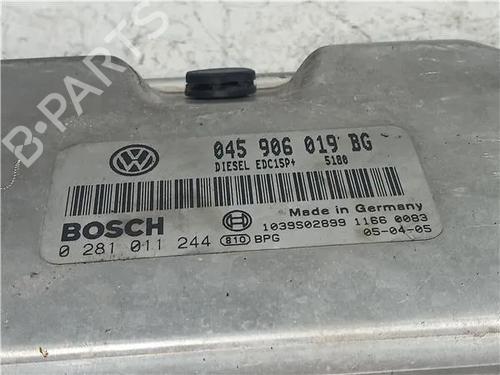 B-PARTS
045 906 019 BG
DIESEL EDC15P+ 5180
BOSCH
Made in Germany
1039S02899 1166 0083
0 281 011 244 810 BPG 05-04-05